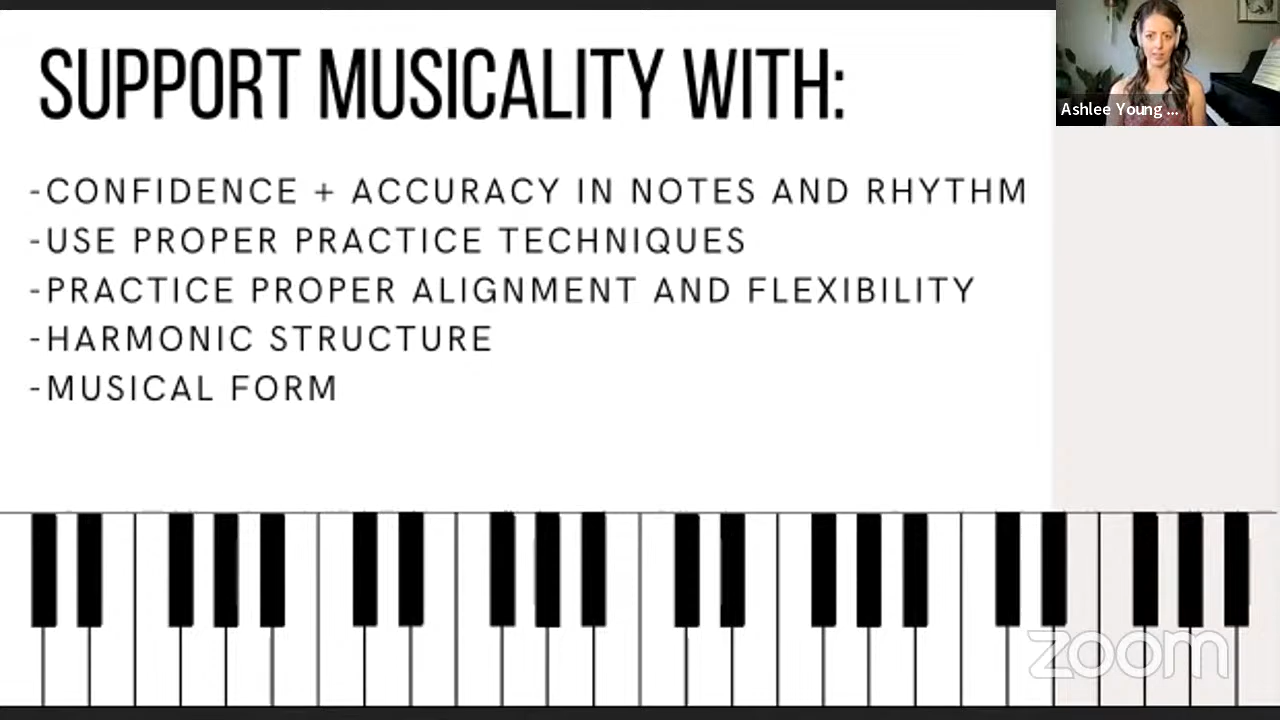 SUPPORT MUSICALITY WITH:
Ashlee Young ...
-CONFIDENCE + ACCURACY IN NOTES AND RHYTHM
-USE PROPER PRACTICE TECHNIQUES
-PRACTICE PROPER ALIGNMENT AND FLEXIBILITY
-HARMONIC STRUCTURE
-MUSICAL FORM
zoom